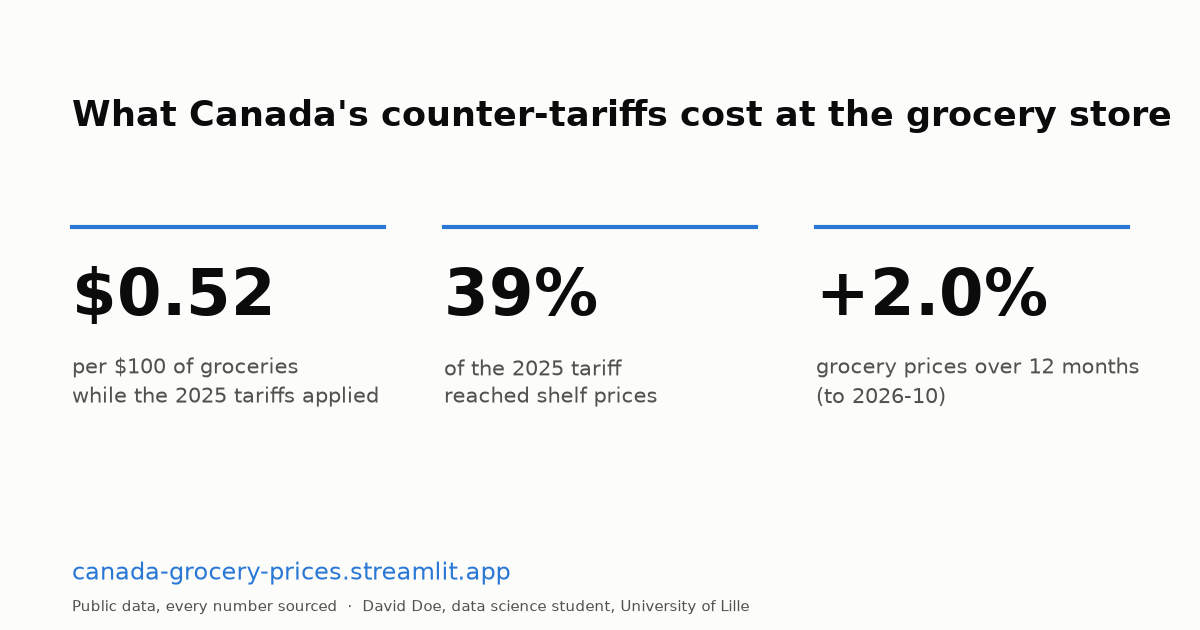 What Canada's counter-tariffs cost at the grocery store
$0.52
per $100 of groceries
while the 2025 tariffs applied
39%
of the 2025 tariff
reached shelf prices
+2.0%
grocery prices over 12 months
(to 2026-10)
canada-grocery-prices.streamlit.app
Public data, every number sourced · David Doe, data science student, University of Lille